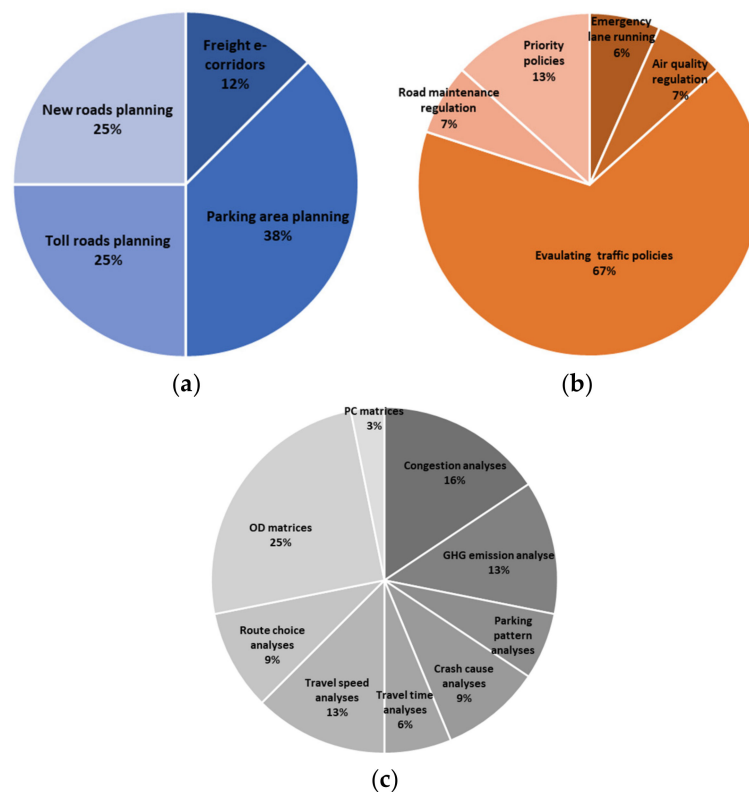 Freight e-
corridors
12%
New roads planning
25%
Parking area planning
38%
Toll roads planning
25%
(a)
Emergency
lane running
6%
Priority
policies
13%
Air quality
regulation
7%
Road maintenance
regulation
7%
Evaulating traffic policies
67%
(b)
PC matrices
3%
Congestion analyses
16%
OD matrices
25%
GHG emission analyse
13%
Parking
pattern
analyses
Route choice
analyses
9%
Crash cause
analyses
9%
Travel speed
analyses
13%
Travel time
analyses
6%
(c)